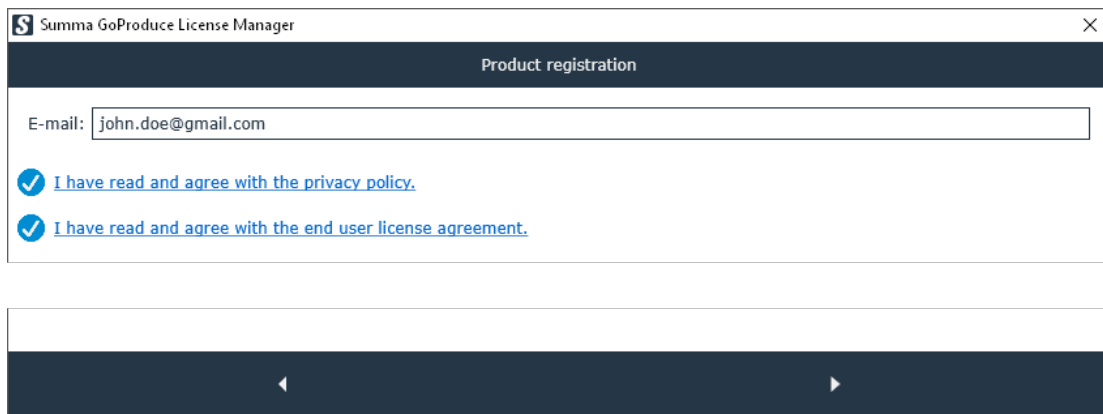 Summa GoProduce License Manager
Product registration
E-mail: john.doe@gmail.com
I have read and agree with the privacy policy.
I have read and agree with the end user license agreement.